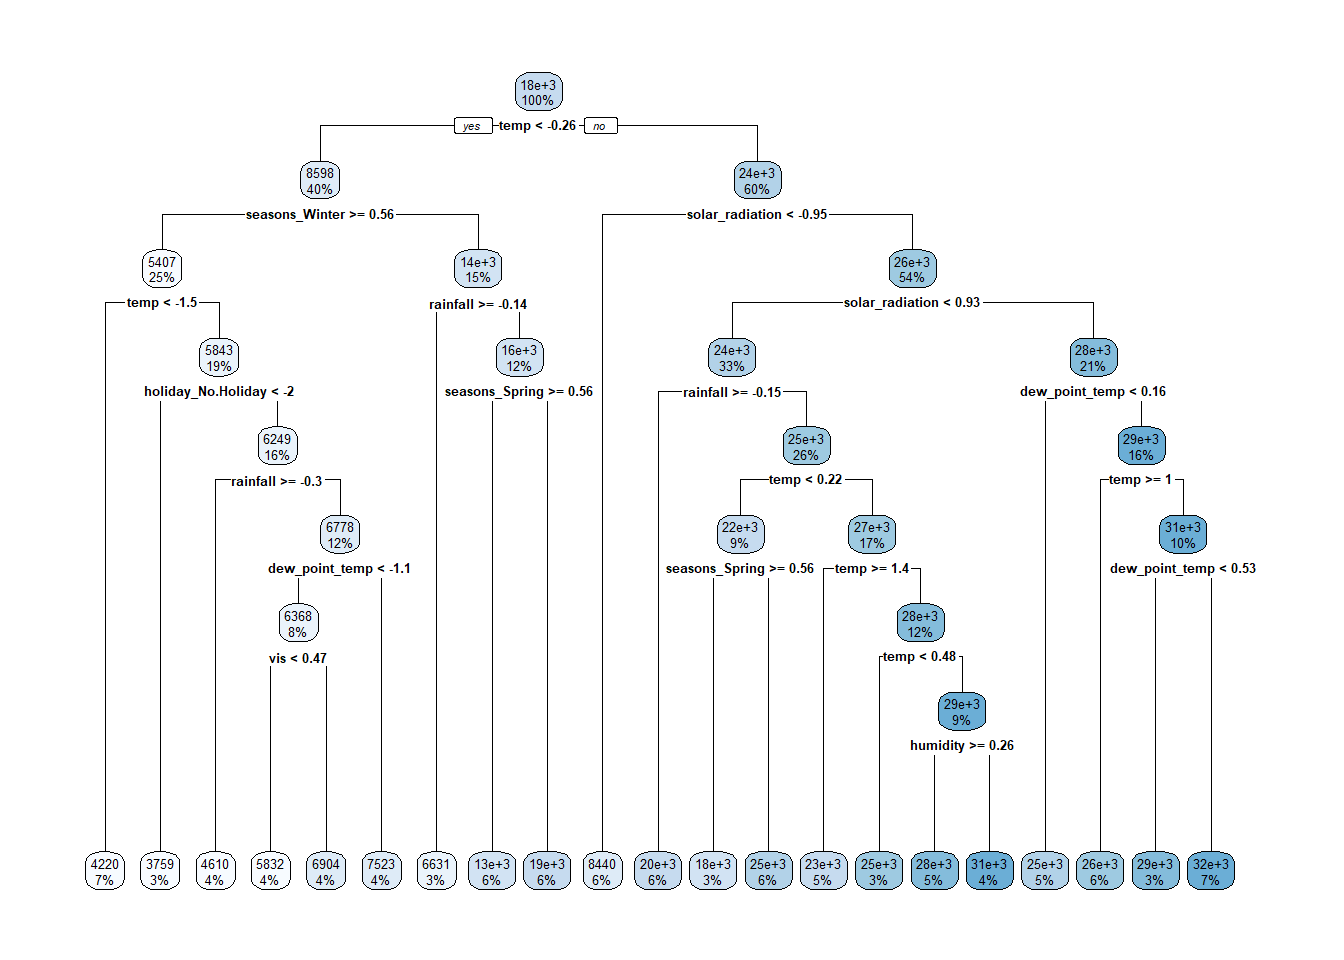 18e+3
100%
yes temp < -0.26 no
8598
40%
24e+3
60%
seasons_Winter >= 0.56
solar_radiation < -0.95
5407
25%
14e+3
15%
26e+3
54%
temp < -1.5
rainfall >= -0.14
solar_radiation < 0.93
5843
19%
16e+3
12%
24e+3
33%
28e+3
21%
holiday_No.Holiday < -2
seasons_Spring >= 0.56
rainfall >= -0.15
dew_point_temp < 0.16
6249
16%
25e+3
26%
29e+3
16%
rainfall >= -0.3
temp < 0.22
temp >= 1
6778
12%
22e+3
9%
27e+3
17%
31e+3
10%
dew_point_temp < -1.1
seasons_Spring >= 0.56
temp >= 1.4
dew_point_temp < 0.53
6368
8%
28e+3
12%
vis < 0.47
temp < 0.48
29e+3
9%
humidity >= 0.26
4220
7%
3759
3%
4610
4%
5832
4%
6904
4%
7523
4%
6631
3%
13e+3
6%
19e+3
6%
8440
6%
20e+3
6%
18e+3
3%
25e+3
6%
23e+3
5%
25e+3
3%
28e+3
5%
31e+3
4%
25e+3
5%
26e+3
6%
29e+3
3%
32e+3
7%